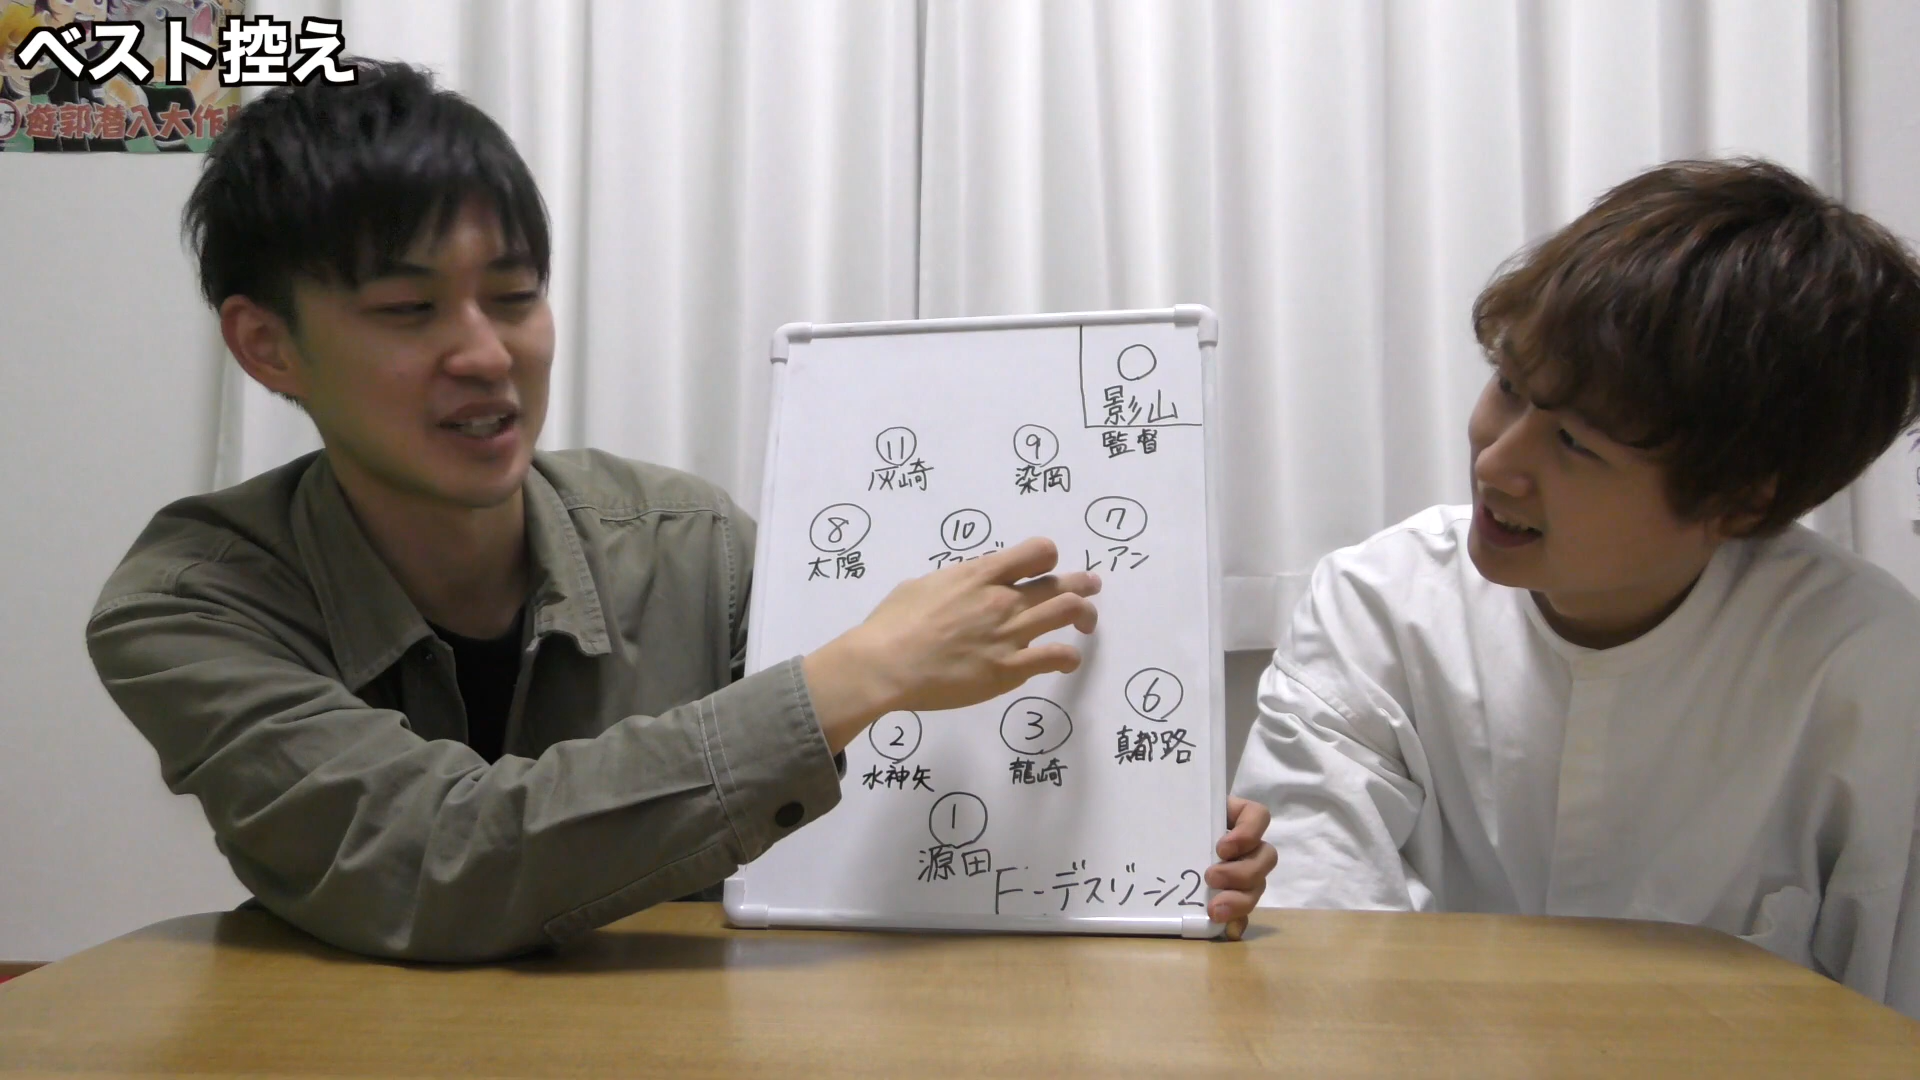 ベスト控え
遊郭潜入大作
影山
監督
11
灰崎
9
染岡
8
太陽
10
7
レアン
2
水神矢
3
龍崎
6
真都路
1
源田
F-デスゾーン2